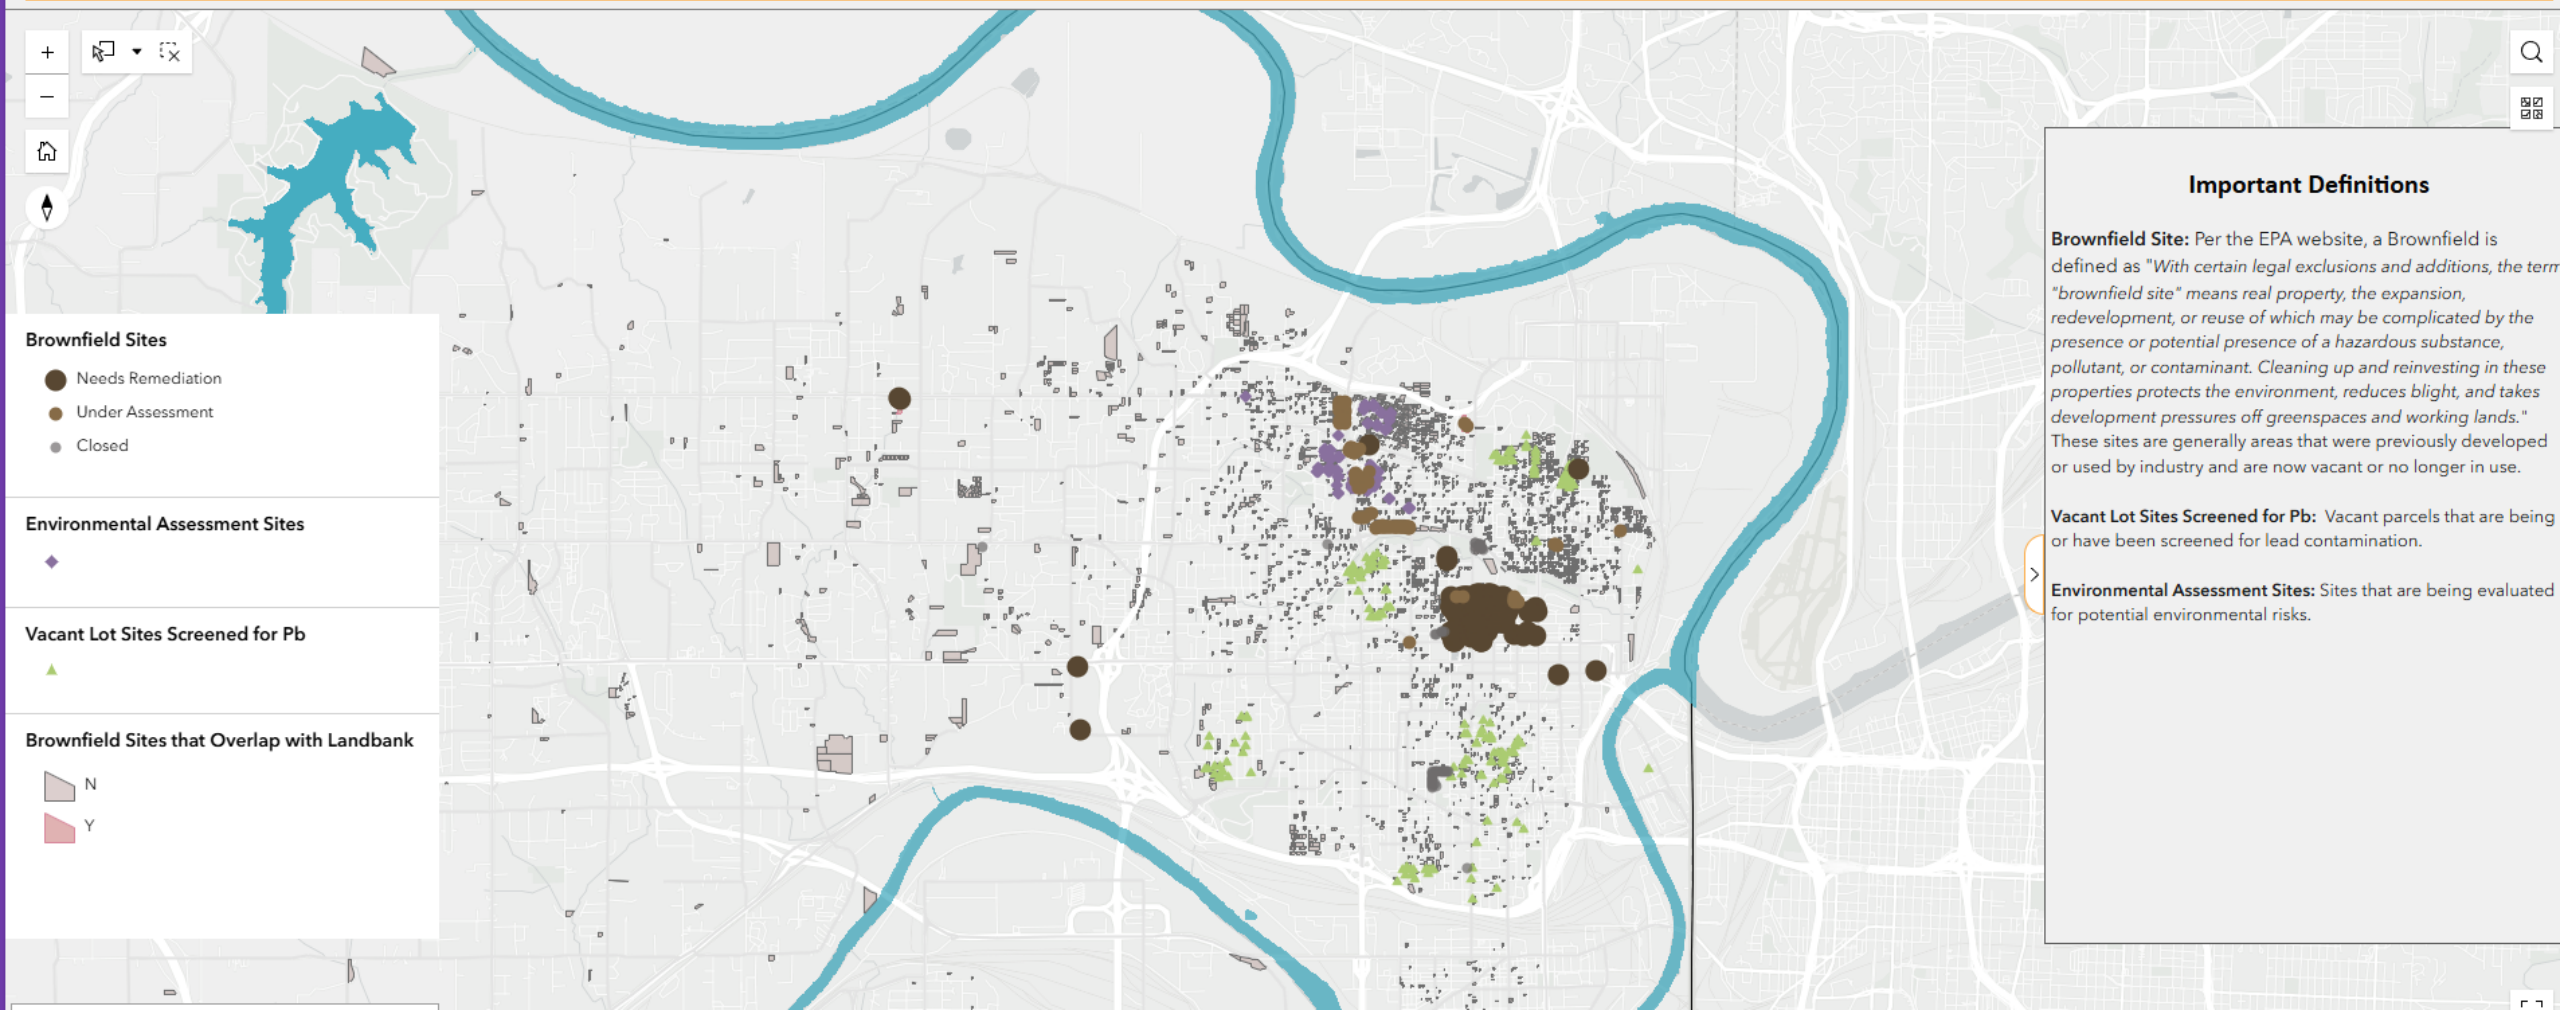 Brownfield Sites
Needs Remediation
Under Assessment
Closed
Environmental Assessment Sites
Vacant Lot Sites Screened for Pb
Brownfield Sites that Overlap with Landbank
N
Y
Important Definitions
Brownfield Site: Per the EPA website, a Brownfield is
defined as "With certain legal exclusions and additions, the term
"brownfield site" means real property, the expansion,
redevelopment, or reuse of which may be complicated by the
presence or potential presence of a hazardous substance,
pollutant, or contaminant. Cleaning up and reinvesting in these
properties protects the environment, reduces blight, and takes
development pressures off greenspaces and working lands."
These sites are generally areas that were previously developed
or used by industry and are now vacant or no longer in use.
Vacant Lot Sites Screened for Pb: Vacant parcels that are being
or have been screened for lead contamination.
Environmental Assessment Sites: Sites that are being evaluated
for potential environmental risks.